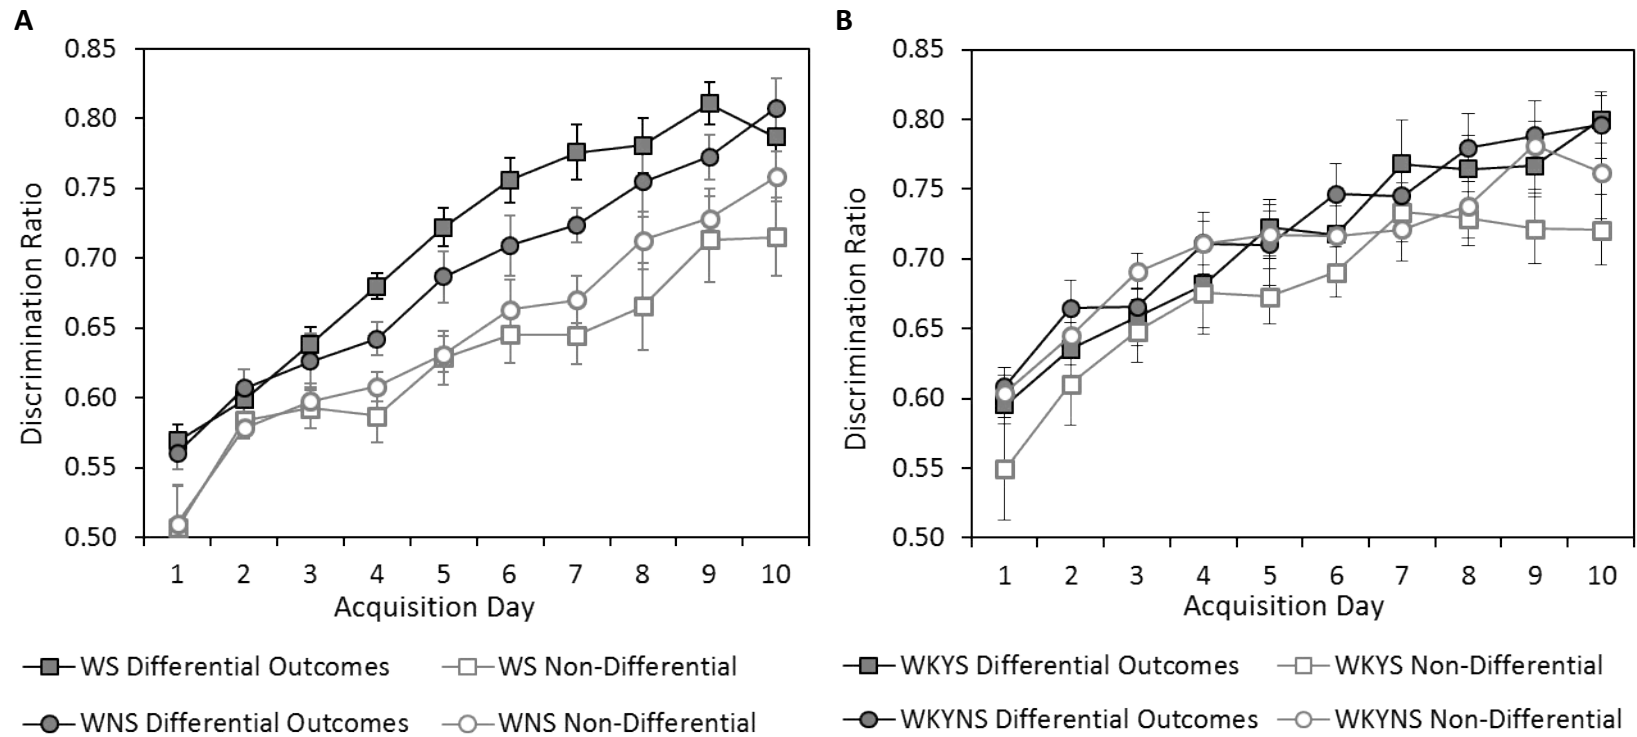 A
0.85
0.80
0.75
0.70
0.65
0.60
0.55
0.50
Discrimination Ratio
1 2 3 4 5 6 7 8 9 10
Acquisition Day
WS Differential Outcomes
WS Non-Differential
WNS Differential Outcomes
WNS Non-Differential
B
0.85
0.80
0.75
0.70
0.65
0.60
0.55
0.50
Discrimination Ratio
1 2 3 4 5 6 7 8 9 10
Acquisition Day
WKYS Differential Outcomes
WKYS Non-Differential
WKYNS Differential Outcomes
WKYNS Non-Differential